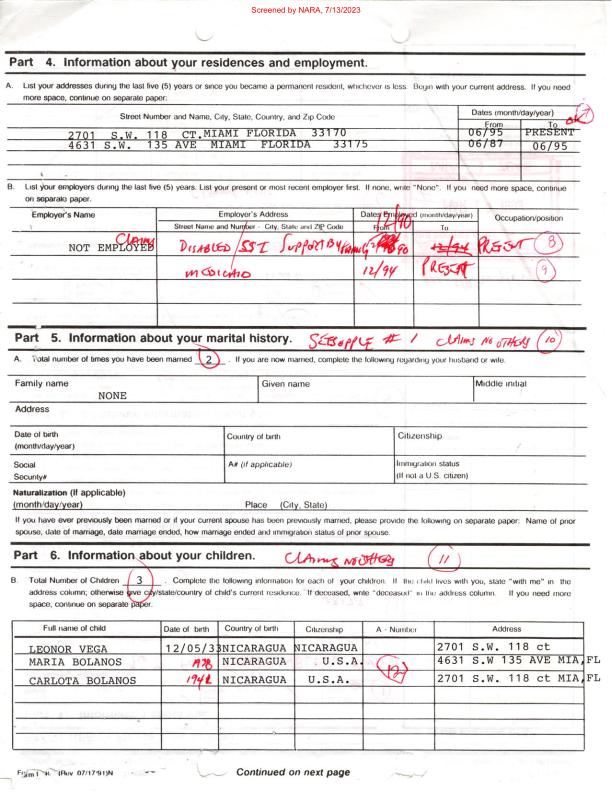 Screened by NARA, 7/13/2023
Part 4. Information about your residences and employment.
A. List your addresses during the last five (5) years or since you became a permanent resident, whichever is less. Begin with your current address. If you need
more space, continue on separate paper:
Street Number and Name, City, State, Country, and Zip Code
Dates (month/day/year)
From To
OK 7
2701 S.W. 118 CT.MIAMI FLORIDA 33170 06/95 PRESENT
4631 S.W. 135 AVE MIAMI FLORIDA 33175 06/87 06/95
B. List your employers during the last five (5) years. List your present or most recent employer first. If none, write "None". If you need more space, continue
on separate paper.
Employer's Name Employer's Address Dates Employed (month/day/year) Occupation/position
Street Name and Number - City, State and ZIP Code From To
12/90
Claims
NOT EMPLOYED DISABLED/SSI Support By Family 12/94 PRESENT 8
MEDICAID 12/94 PRESENT 9
Part 5. Information about your marital history. SEE SUPPLE # 1 CLAIMS NO OTHERS 10
A. Total number of times you have been married 2 . If you are now married, complete the following regarding your husband or wife.
Family name Given name Middle initial
NONE
Address
Date of birth Country of birth Citizenship
(month/day/year)
Social A# (if applicable) Immigration status
Security# (If not a U.S. citizen)
Naturalization (If applicable)
(month/day/year) Place (City, State)
If you have ever previously been married or if your current spouse has been previously married, please provide the following on separate paper: Name of prior
spouse, date of marriage, date marriage ended, how marriage ended and immigration status of prior spouse.
Part 6. Information about your children. CLAIMS NO OTHERS 11
B. Total Number of Children 3 . Complete the following information for each of your children. If the child lives with you, state "with me" in the
address column; otherwise give city/state/country of child's current residence. If deceased, write "deceased" in the address column. If you need more
space, continue on separate paper.
Full name of child Date of birth Country of birth Citizenship A - Number Address
LEONOR VEGA 12/05/33NICARAGUA NICARAGUA 2701 S.W. 118 ct
MARIA BOLANOS NICARAGUA U.S.A. 12 4631 S.W 135 AVE MIA,FL
CARLOTA BOLANOS NICARAGUA U.S.A. 2701 S.W. 118 ct MIA,FL
(Rev. 07/17/91)N
Continued on next page